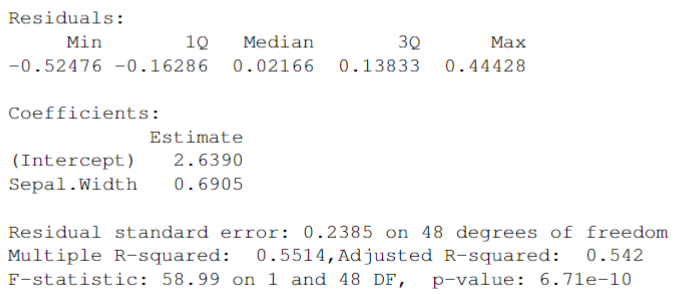 Residuals:
Min 1Q Median 3Q Max
-0.52476 -0.16286 0.02166 0.13833 0.44428
Coefficients:
Estimate
(Intercept) 2.6390
Sepal.Width 0.6905
Residual standard error: 0.2385 on 48 degrees of freedom
Multiple R-squared: 0.5514,Adjusted R-squared: 0.542
F-statistic: 58.99 on 1 and 48 DF, p-value: 6.71e-10